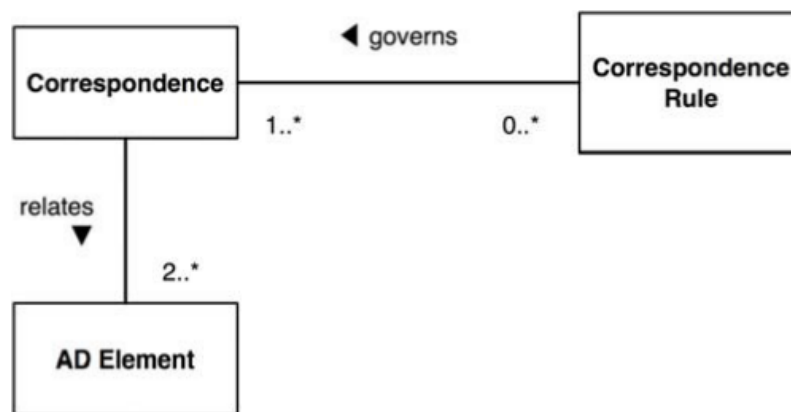 ◄ governs
Correspondence
Correspondence
Rule
1..*
0..*
relates
▼
2..*
AD Element